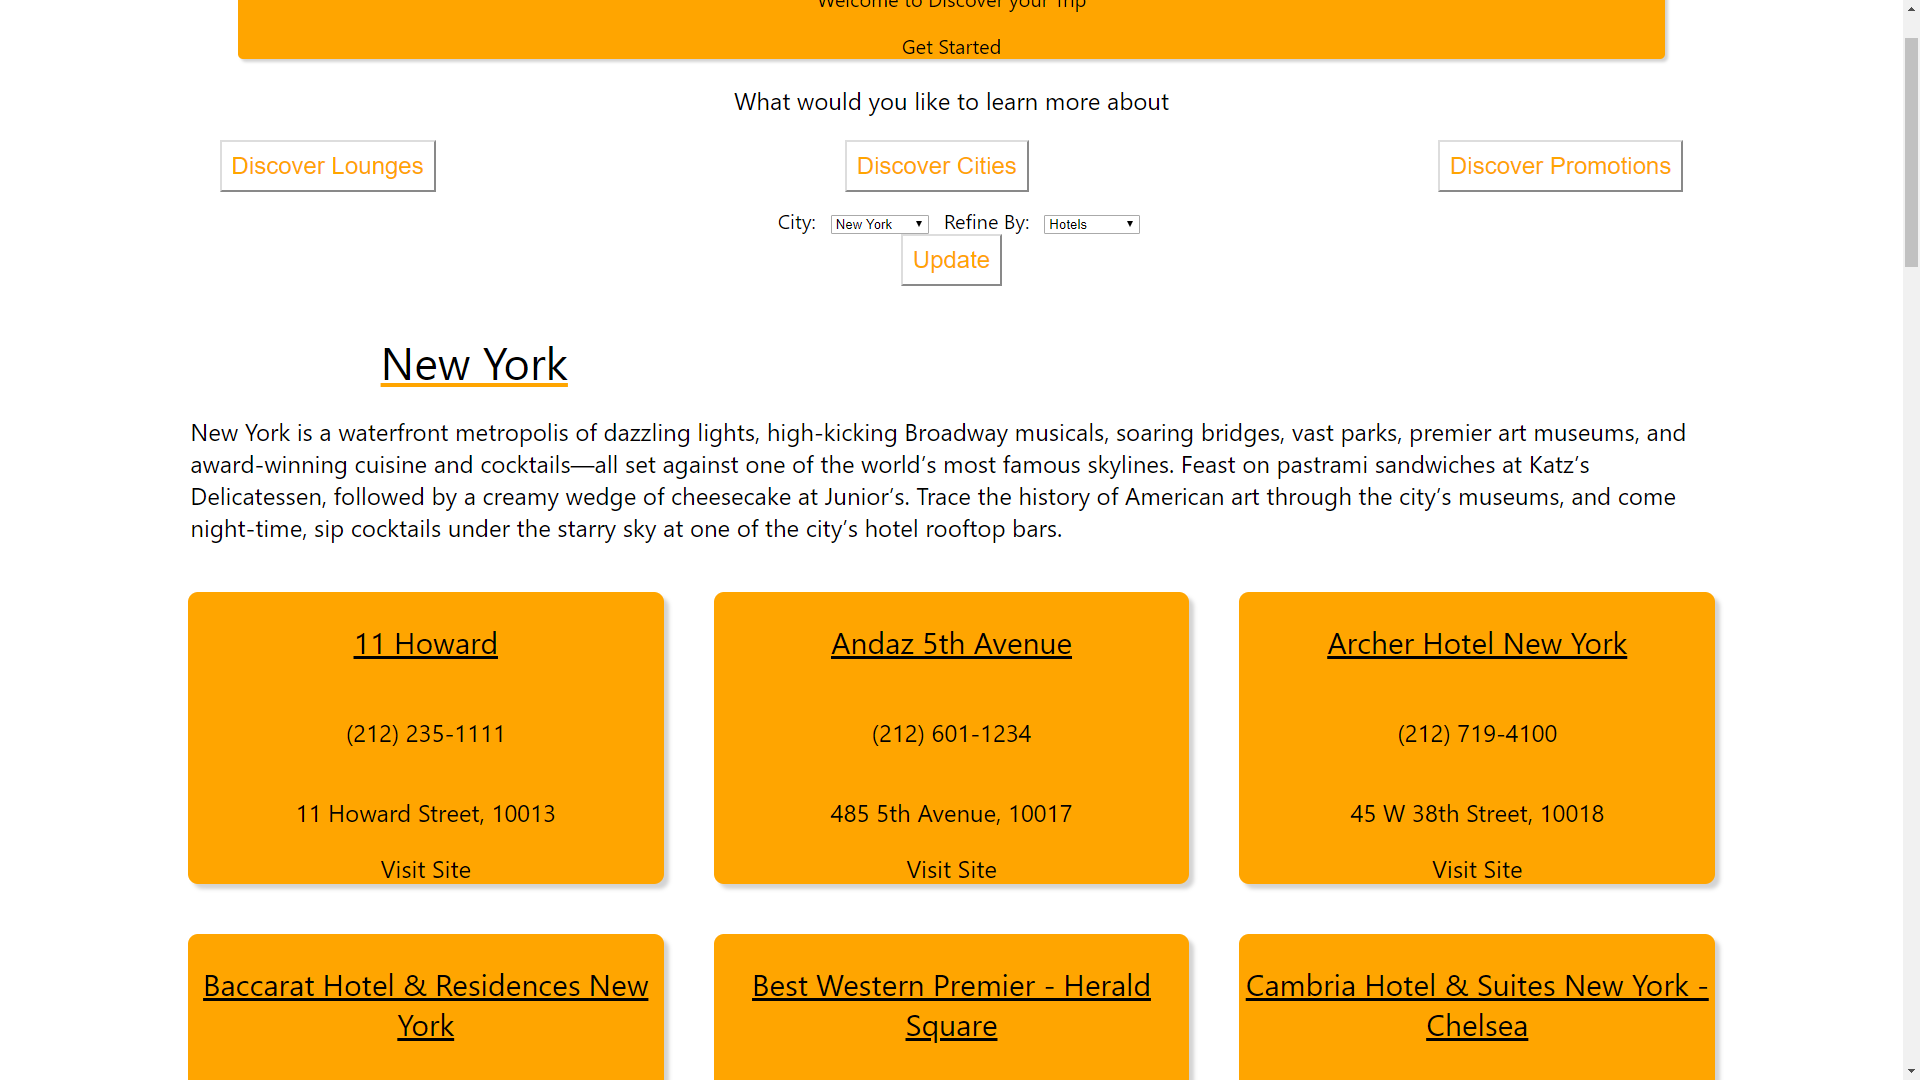 Welcome to Discover your Trip
Get Started
What would you like to learn more about
Discover Lounges
Discover Cities
Discover Promotions
City: New York Refine By: Hotels
Update
New York
New York is a waterfront metropolis of dazzling lights, high-kicking Broadway musicals, soaring bridges, vast parks, premier art museums, and
award-winning cuisine and cocktails—all set against one of the world’s most famous skylines. Feast on pastrami sandwiches at Katz’s
Delicatessen, followed by a creamy wedge of cheesecake at Junior’s. Trace the history of American art through the city’s museums, and come
night-time, sip cocktails under the starry sky at one of the city’s hotel rooftop bars.
11 Howard
(212) 235-1111
11 Howard Street, 10013
Visit Site
Andaz 5th Avenue
(212) 601-1234
485 5th Avenue, 10017
Visit Site
Archer Hotel New York
(212) 719-4100
45 W 38th Street, 10018
Visit Site
Baccarat Hotel & Residences New
York
Best Western Premier - Herald
Square
Cambria Hotel & Suites New York -
Chelsea